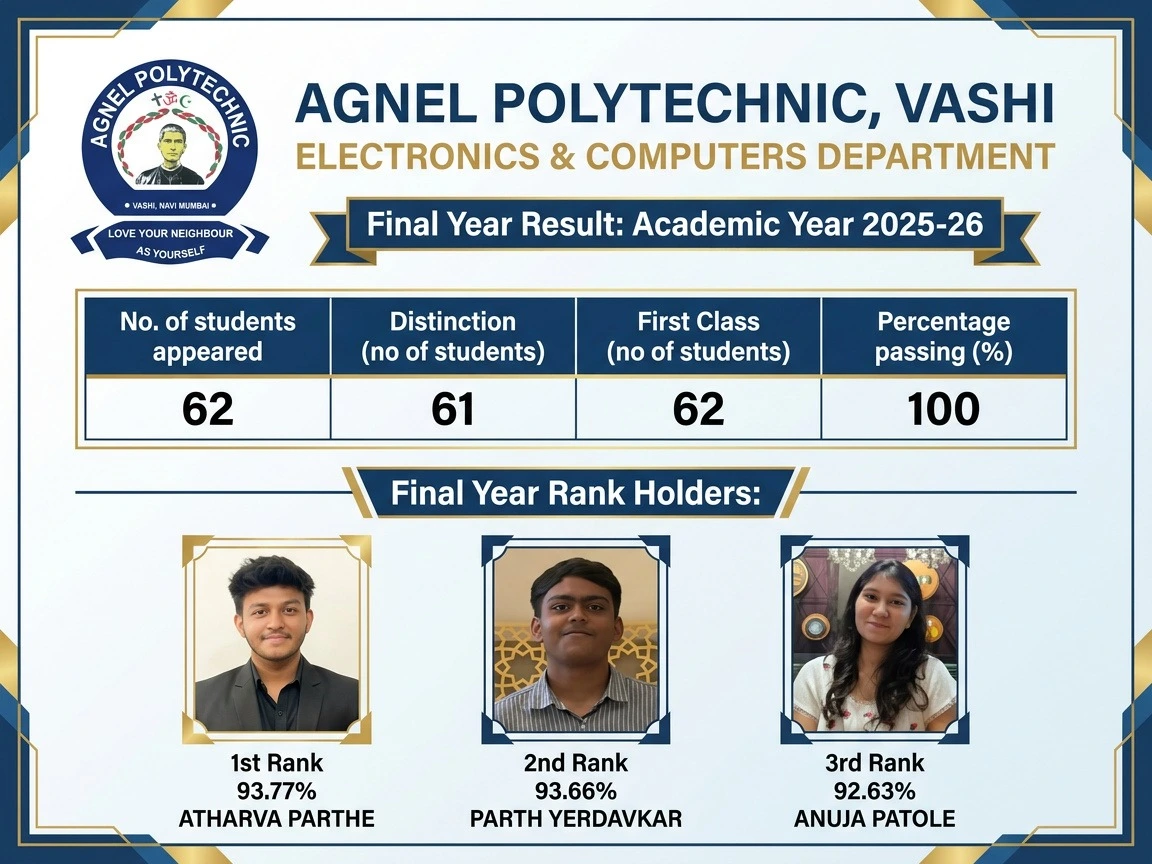 AGNEL POLYTECHNIC
• VASHI, NAVI MUMBAI •
LOVE YOUR NEIGHBOUR
AS YOURSELF
AGNEL POLYTECHNIC, VASHI
ELECTRONICS & COMPUTERS DEPARTMENT
Final Year Result: Academic Year 2025-26
No. of students appeared
Distinction (no of students)
First Class (no of students)
Percentage passing (%)
62
61
62
100
Final Year Rank Holders:
1st Rank
93.77%
ATHARVA PARTHE
2nd Rank
93.66%
PARTH YERDAVKAR
3rd Rank
92.63%
ANUJA PATOLE